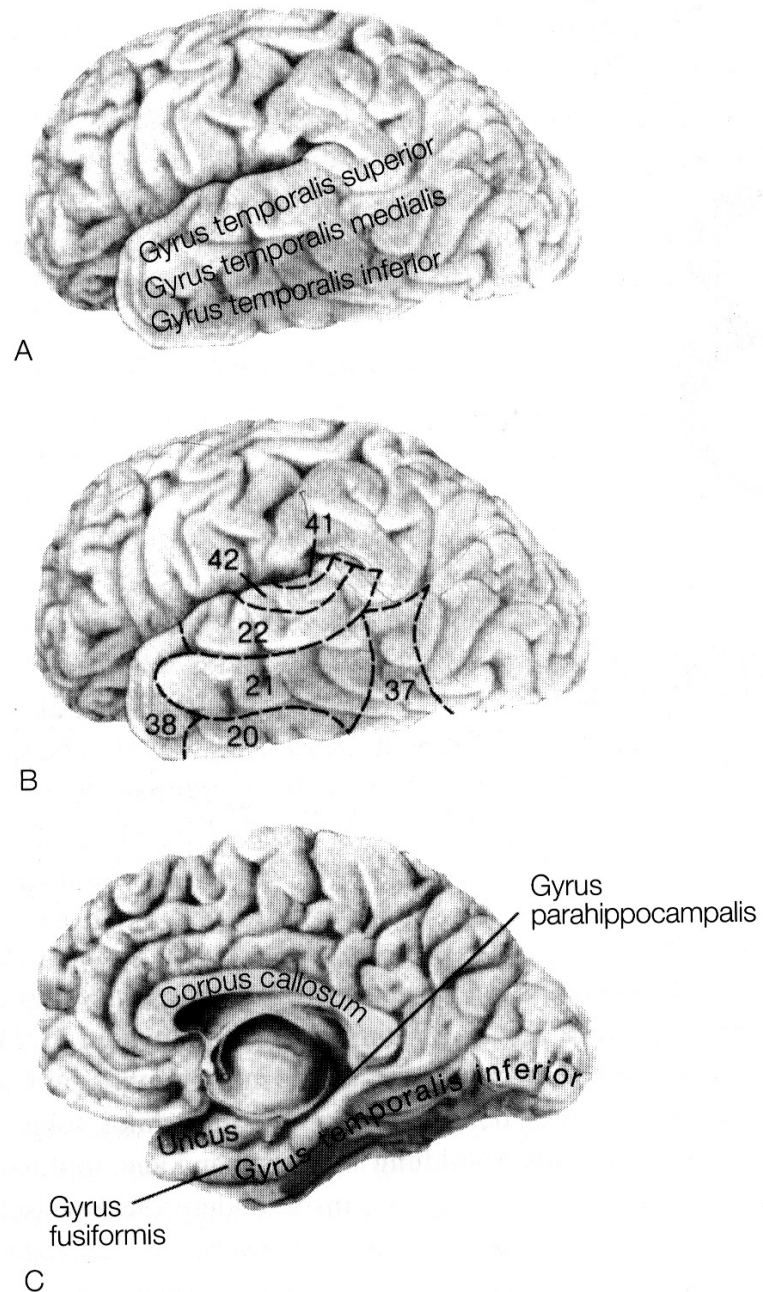 Gyrus temporalis superior
Gyrus temporalis medialis
Gyrus temporalis inferior
A
41
42
22
21
37
38
20
B
Gyrus
parahippocampalis
Corpus callosum
Gyrus temporalis inferior
Uncus
Gyrus
fusiformis
C